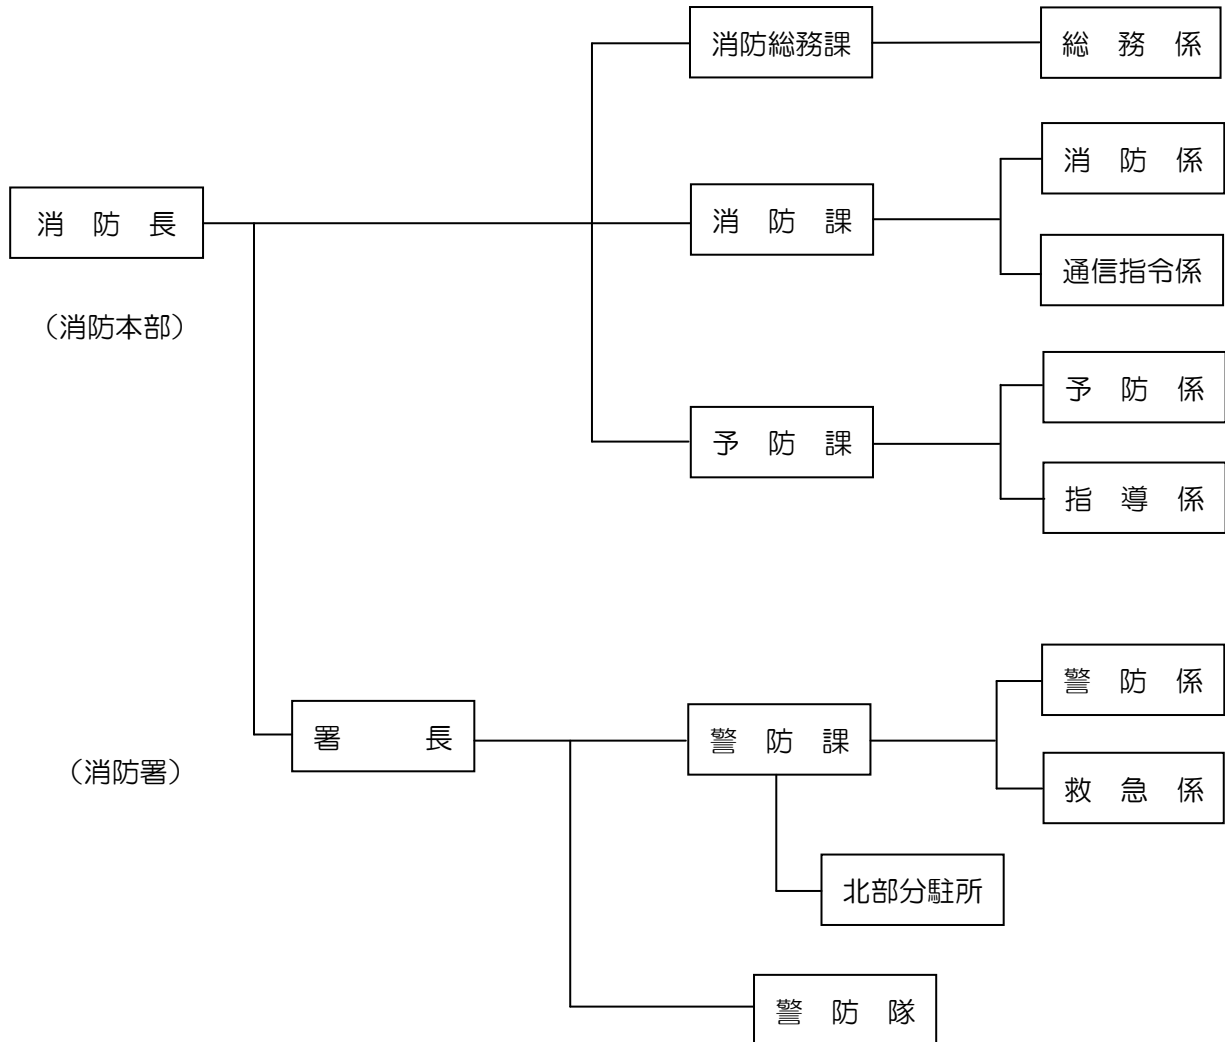 消防総務課
総務係
消防係
消防長
消防課
通信指令係
（消防本部）
予防係
予防課
指導係
警防係
署長
警防課
（消防署）
救急係
北部分駐所
警防隊